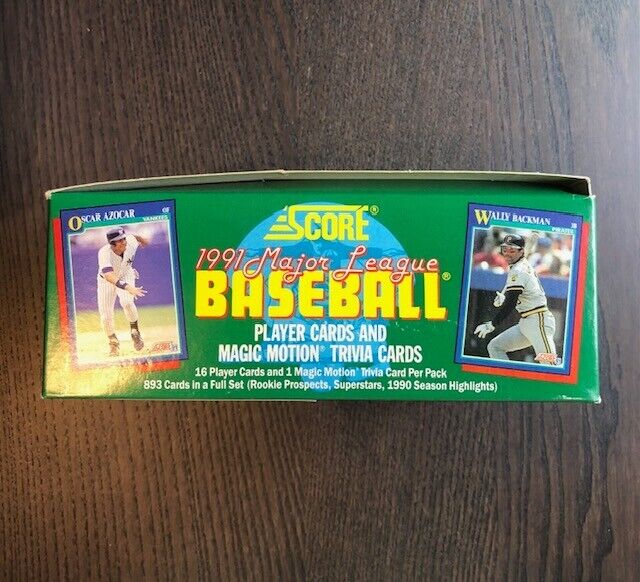 OSCAR AZOCAR OF
YANKEES
SCORE
SCORE®
1991 Major League
BASEBALL®
PLAYER CARDS AND
MAGIC MOTION® TRIVIA CARDS
16 Player Cards and 1 Magic Motion® Trivia Card Per Pack
893 Cards in a Full Set (Rookie Prospects, Superstars, 1990 Season Highlights)
WALLY BACKMAN 3B
PIRATES
SCORE